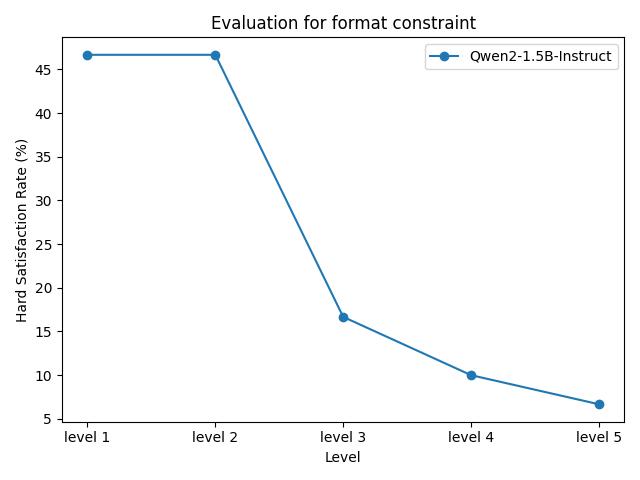 Evaluation for format constraint
Qwen2-1.5B-Instruct
Hard Satisfaction Rate (%)
45
40
35
30
25
20
15
10
5
level 1 level 2 level 3 level 4 level 5
Level